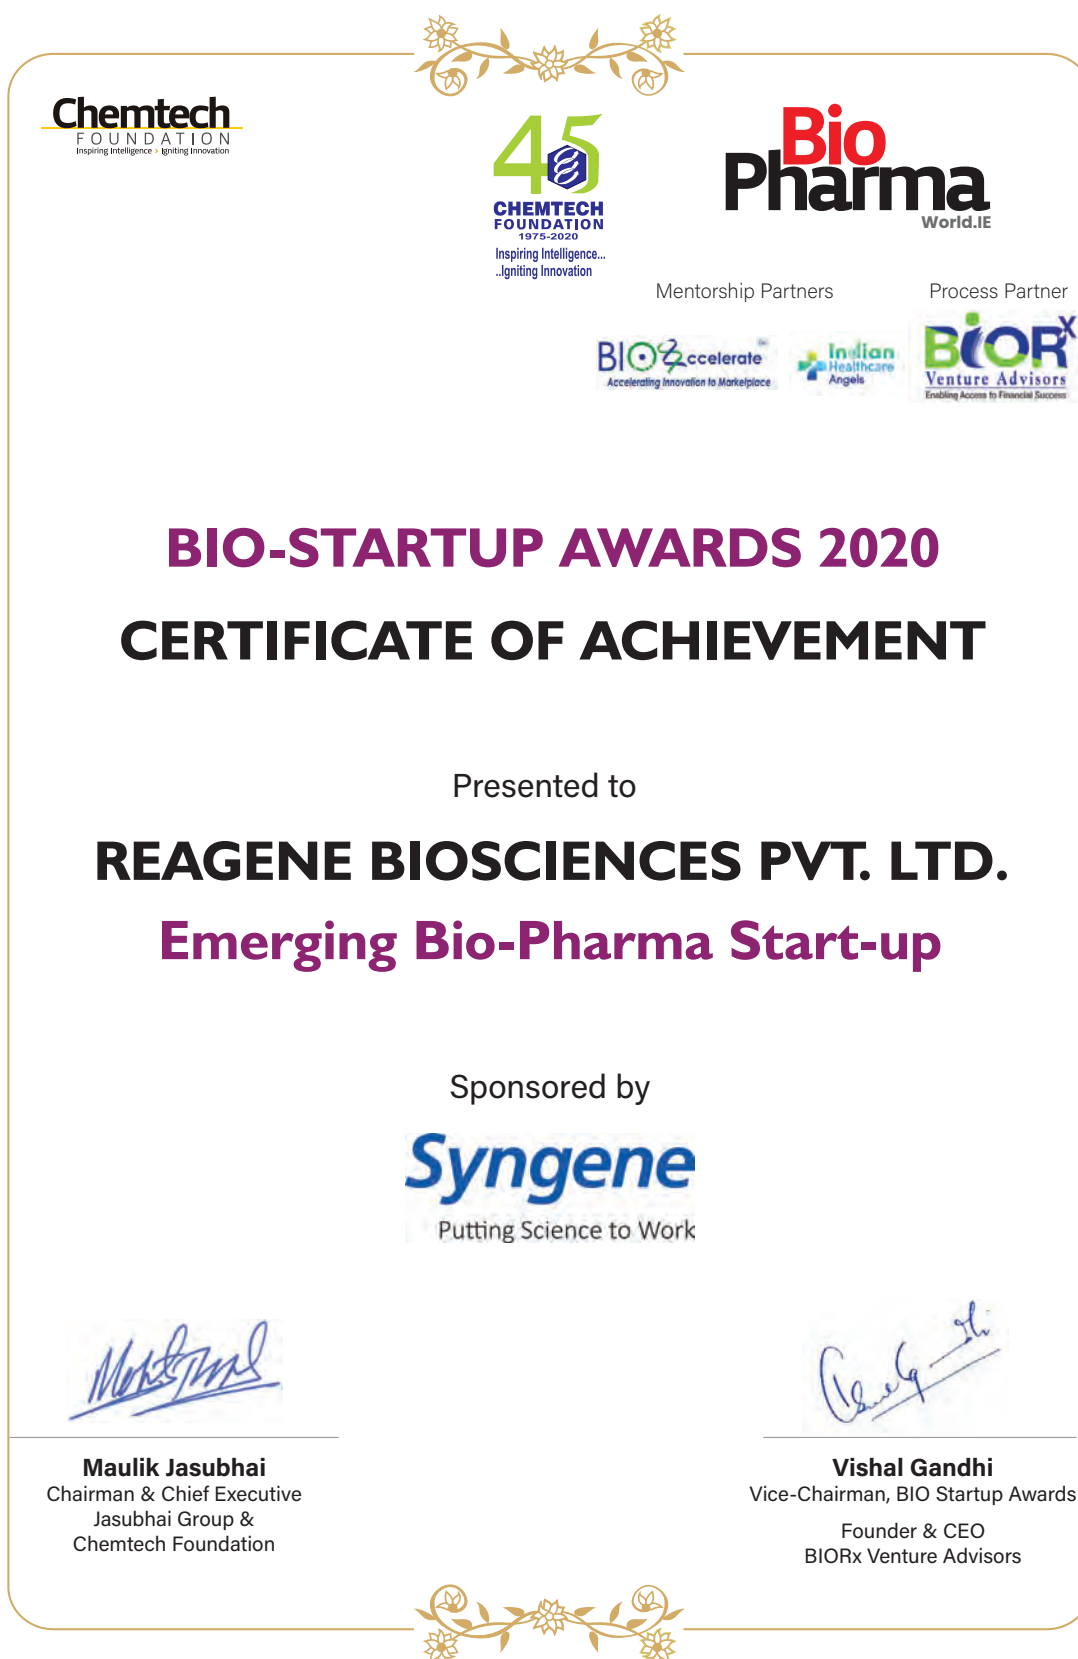 Chemtech
FOUNDATION
Inspiring Intelligence > Igniting Innovation
45
CHEMTECH
FOUNDATION
1975-2020
Inspiring Intelligence...
..Igniting Innovation
Bio
Pharma
World.IE
Mentorship Partners
Process Partner
BIO Accelerate
Accelerating Innovation to Marketplace
Indian
Healthcare
Angels
BIORx
Venture Advisors
Enabling Access to Financial Success
BIO-STARTUP AWARDS 2020
CERTIFICATE OF ACHIEVEMENT
Presented to
REAGENE BIOSCIENCES PVT. LTD.
Emerging Bio-Pharma Start-up
Sponsored by
Syngene
Putting Science to Work
Maulik Jasubhai
Chairman & Chief Executive
Jasubhai Group &
Chemtech Foundation
Vishal Gandhi
Vice-Chairman, BIO Startup Awards
Founder & CEO
BIORx Venture Advisors